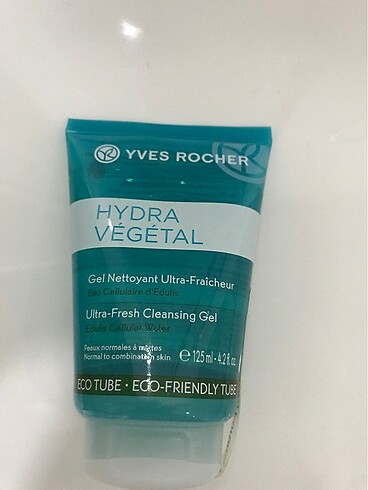 YVES ROCHER
HYDRA
VÉGÉTAL
Gel Nettoyant Ultra-Fraîcheur
Eau Cellulaire d'Edulis
Ultra-Fresh Cleansing Gel
Edulis Cellular Water
Peaux normales à mixtes
Normal to combination skin
℮ 125 ml - 4.2 fl. oz.
ECO TUBE · ECO-FRIENDLY TUBE